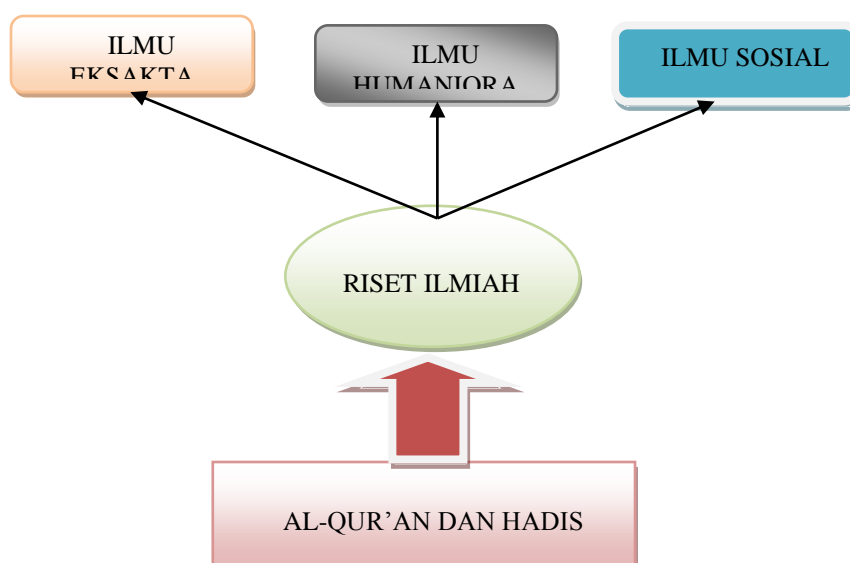 ILMU
EKSAKTA
ILMU
HUMANIORA
ILMU SOSIAL
RISET ILMIAH
AL-QUR’AN DAN HADIS